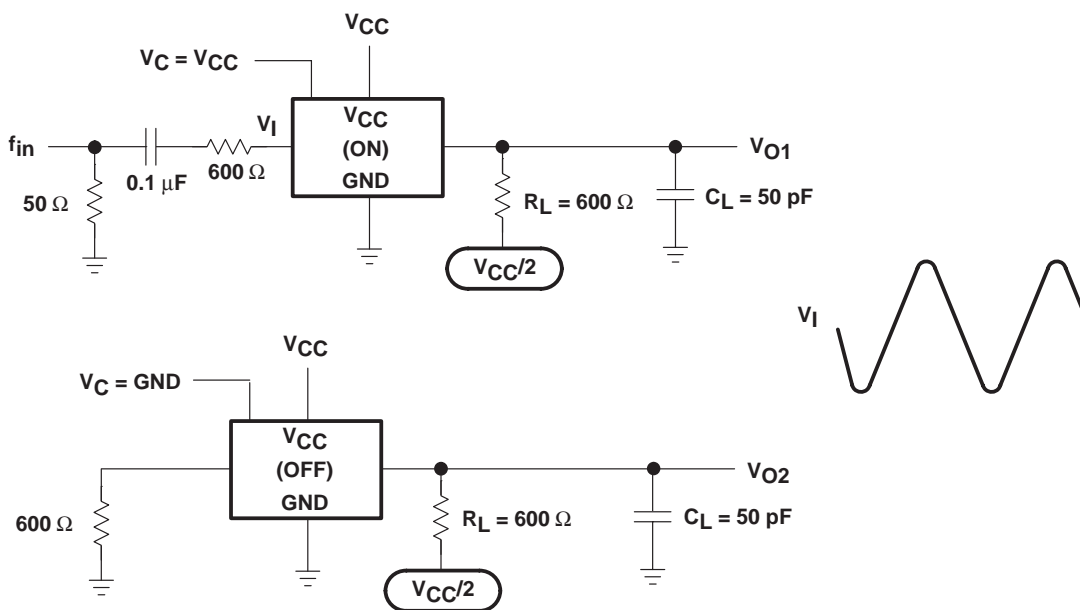 VCC
VC = VCC
fin
VI
VCC
(ON)
GND
VO1
50 Ω
0.1 μF
600 Ω
RL = 600 Ω
CL = 50 pF
VCC/2
VI
VCC
VC = GND
VCC
(OFF)
GND
VO2
600 Ω
RL = 600 Ω
CL = 50 pF
VCC/2